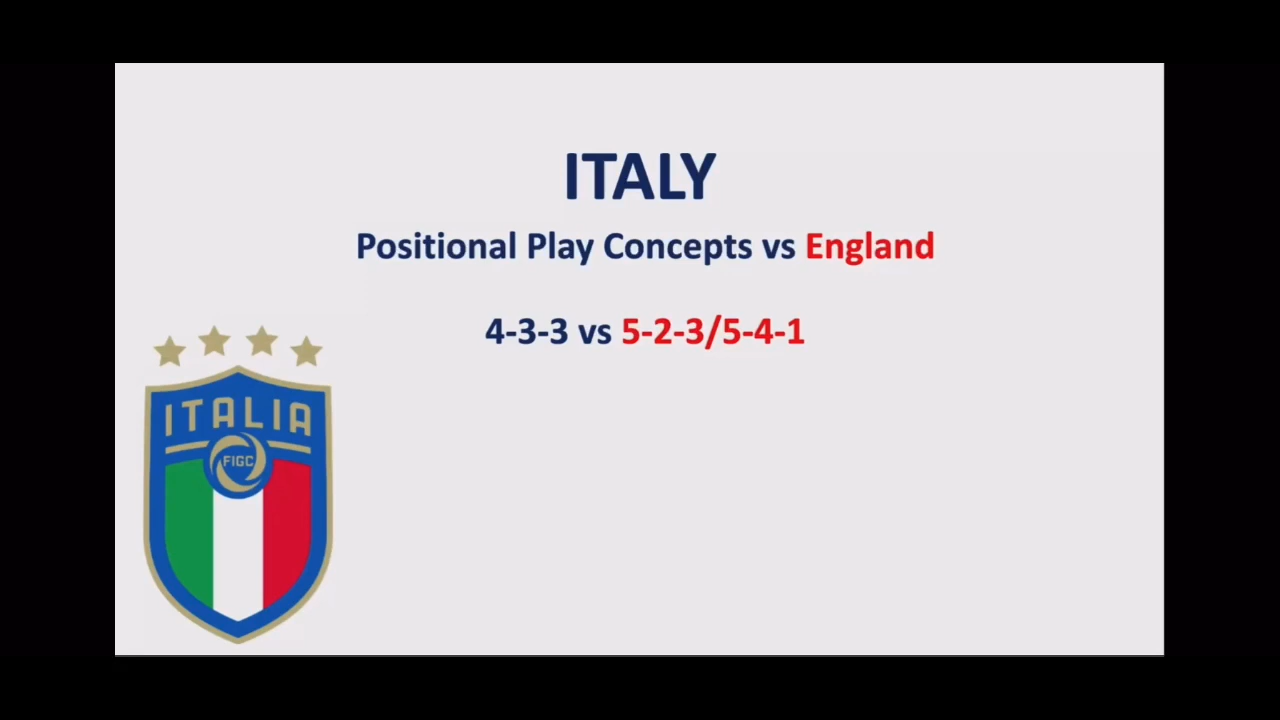 ITALY
Positional Play Concepts vs England
4-3-3 vs 5-2-3/5-4-1
ITALIA
FIGC